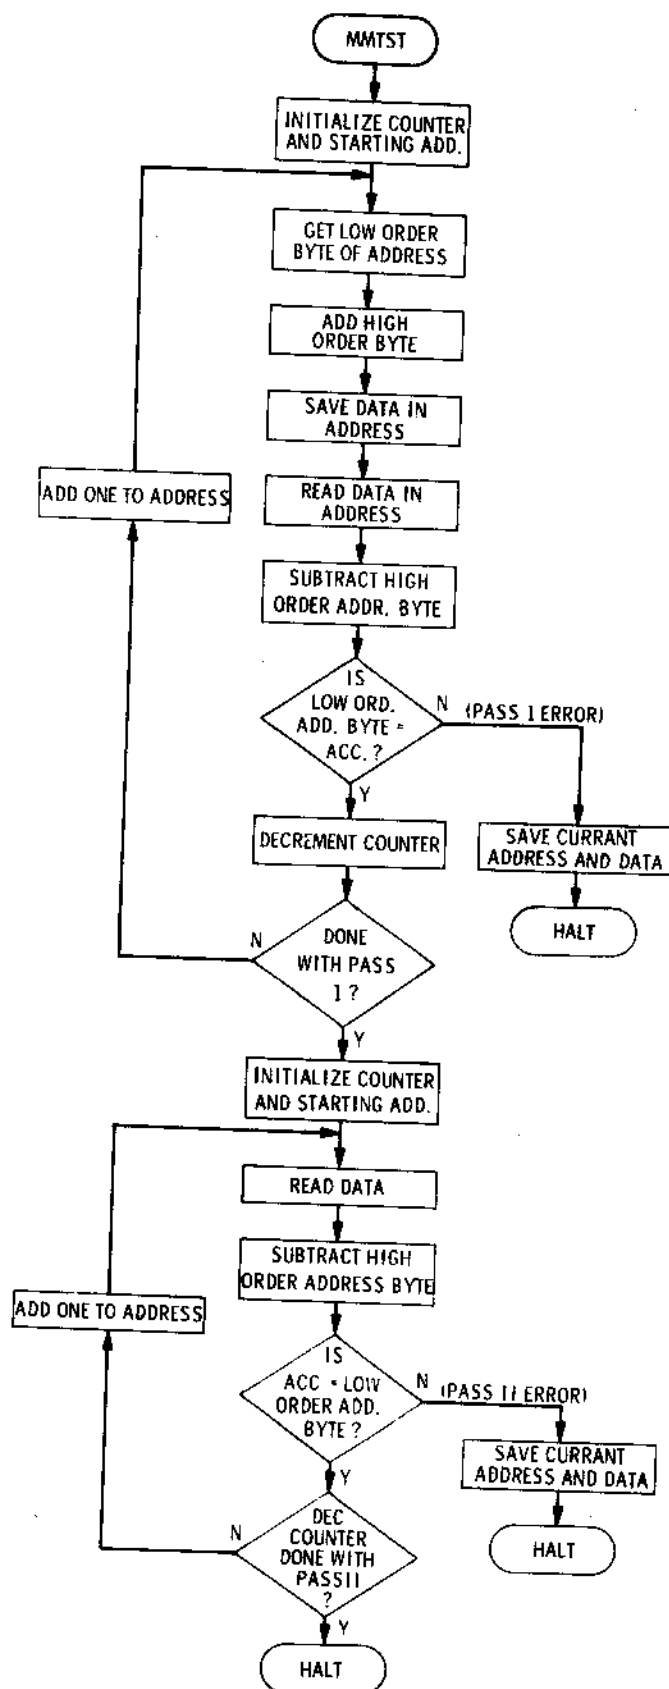 MMTST
INITIALIZE COUNTER
AND STARTING ADD.
GET LOW ORDER
BYTE OF ADDRESS
ADD HIGH
ORDER BYTE
SAVE DATA IN
ADDRESS
ADD ONE TO ADDRESS
READ DATA IN
ADDRESS
SUBTRACT HIGH
ORDER ADDR. BYTE
IS
LOW ORD.
ADD. BYTE =
ACC. ?
N (PASS I ERROR)
Y
DECREMENT COUNTER
SAVE CURRANT
ADDRESS AND DATA
HALT
N
DONE
WITH PASS
I ?
Y
INITIALIZE COUNTER
AND STARTING ADD.
READ DATA
SUBTRACT HIGH
ORDER ADDRESS BYTE
ADD ONE TO ADDRESS
IS
ACC = LOW
ORDER ADD.
BYTE ?
N (PASS II ERROR)
Y
SAVE CURRANT
ADDRESS AND DATA
HALT
N
DEC
COUNTER
DONE WITH
PASS II
?
Y
HALT